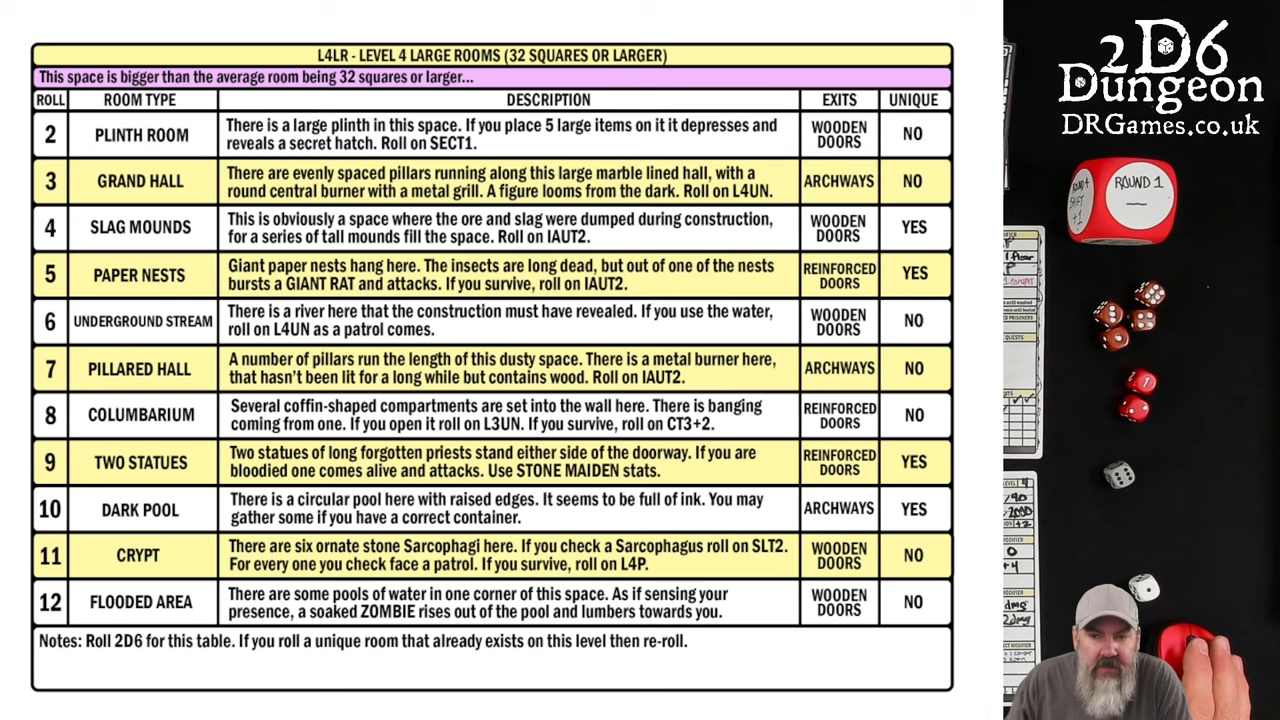 L4LR - LEVEL 4 LARGE ROOMS (32 SQUARES OR LARGER)
This space is bigger than the average room being 32 squares or larger...
ROLL ROOM TYPE DESCRIPTION EXITS UNIQUE
2 PLINTH ROOM There is a large plinth in this space. If you place 5 large items on it it depresses and
reveals a secret hatch. Roll on SECT1. WOODEN DOORS NO
3 GRAND HALL There are evenly spaced pillars running along this large marble lined hall, with a
round central burner with a metal grill. A figure looms from the dark. Roll on L4UN. ARCHWAYS NO
4 SLAG MOUNDS This is obviously a space where the ore and slag were dumped during construction,
for a series of tall mounds fill the space. Roll on IAUT2. WOODEN DOORS YES
5 PAPER NESTS Giant paper nests hang here. The insects are long dead, but out of one of the nests
bursts a GIANT RAT and attacks. If you survive, roll on IAUT2. REINFORCED DOORS YES
6 UNDERGROUND STREAM There is a river here that the construction must have revealed. If you use the water,
roll on L4UN as a patrol comes. WOODEN DOORS NO
7 PILLARED HALL A number of pillars run the length of this dusty space. There is a metal burner here,
that hasn't been lit for a long while but contains wood. Roll on IAUT2. ARCHWAYS NO
8 COLUMBARIUM Several coffin-shaped compartments are set into the wall here. There is banging
coming from one. If you open it roll on L3UN. If you survive, roll on CT3+2. REINFORCED DOORS NO
9 TWO STATUES Two statues of long forgotten priests stand either side of the doorway. If you are
bloodied one comes alive and attacks. Use STONE MAIDEN stats. REINFORCED DOORS YES
10 DARK POOL There is a circular pool here with raised edges. It seems to be full of ink. You may
gather some if you have a correct container. ARCHWAYS YES
11 CRYPT There are six ornate stone Sarcophagi here. If you check a Sarcophagus roll on SLT2.
For every one you check face a patrol. If you survive, roll on L4P. WOODEN DOORS NO
12 FLOODED AREA There are some pools of water in one corner of this space. As if sensing your
presence, a soaked ZOMBIE rises out of the pool and lumbers towards you. WOODEN DOORS NO
Notes: Roll 2D6 for this table. If you roll a unique room that already exists on this level then re-roll.
2D6
Dungeon
DRGames.co.uk
ROUND 1
SHIFT
+1
LEVEL 4
+2
0
+4